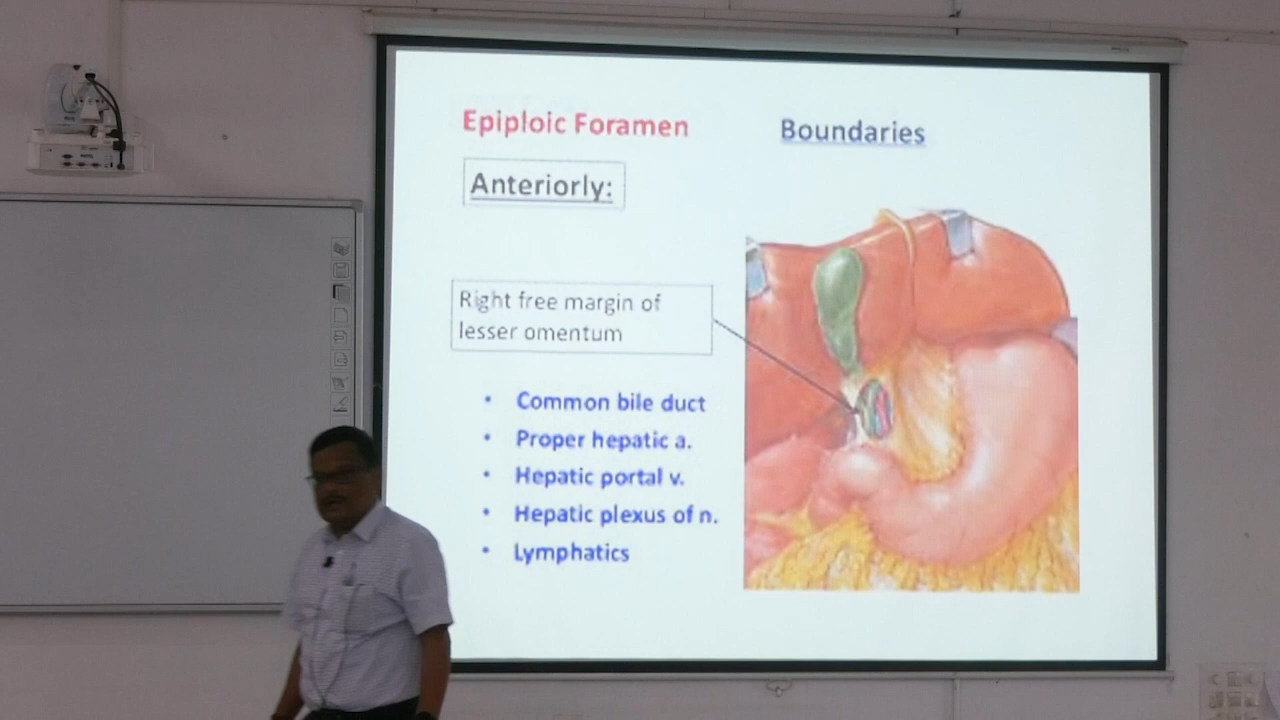 Epiploic Foramen
Boundaries
Anteriorly:
Right free margin of
lesser omentum
• Common bile duct
• Proper hepatic a.
• Hepatic portal v.
• Hepatic plexus of n.
• Lymphatics